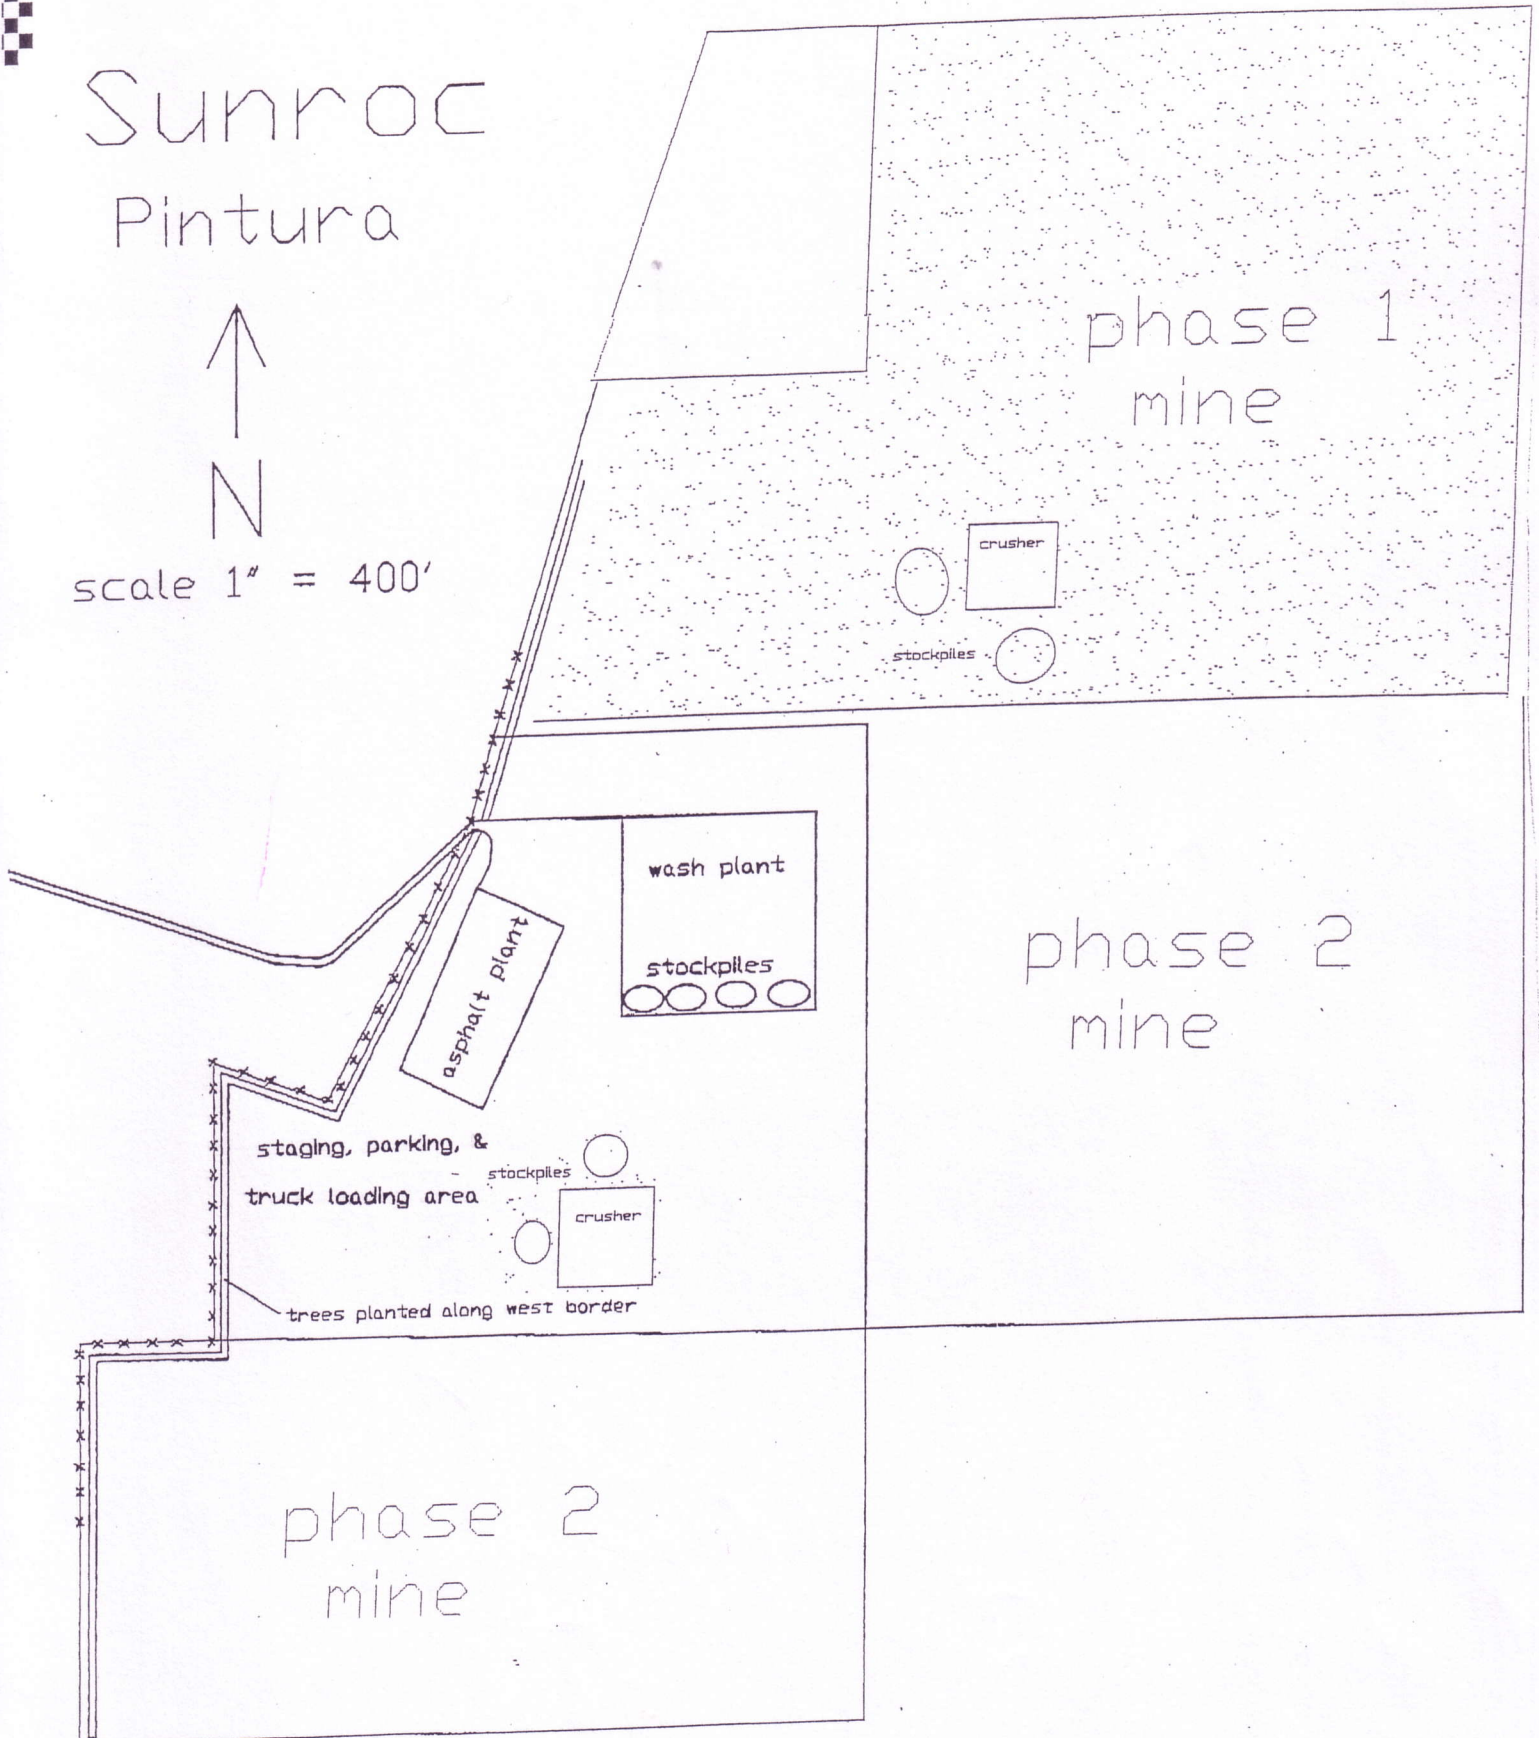 Sunroc
Pintura
N
scale 1" = 400'
phase 1
mine
crusher
stockpiles
wash plant
stockpiles
asphalt plant
phase 2
mine
staging, parking, &
truck loading area
stockpiles
crusher
trees planted along west border
phase 2
mine